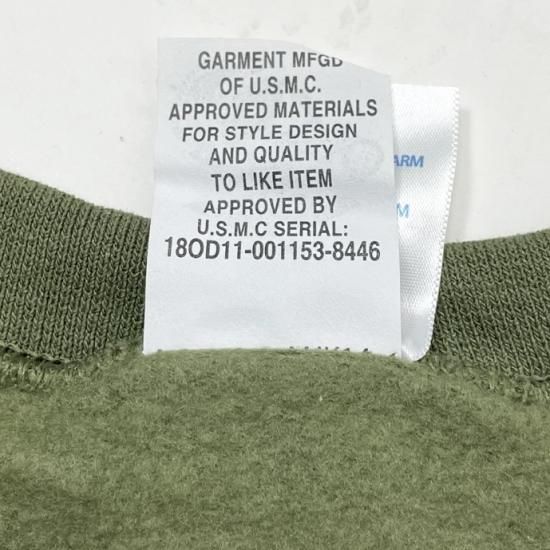 GARMENT MFGD
OF U.S.M.C.
APPROVED MATERIALS
FOR STYLE DESIGN
AND QUALITY
TO LIKE ITEM
APPROVED BY
U.S.M.C SERIAL:
18OD11-001153-8446
ARM
M